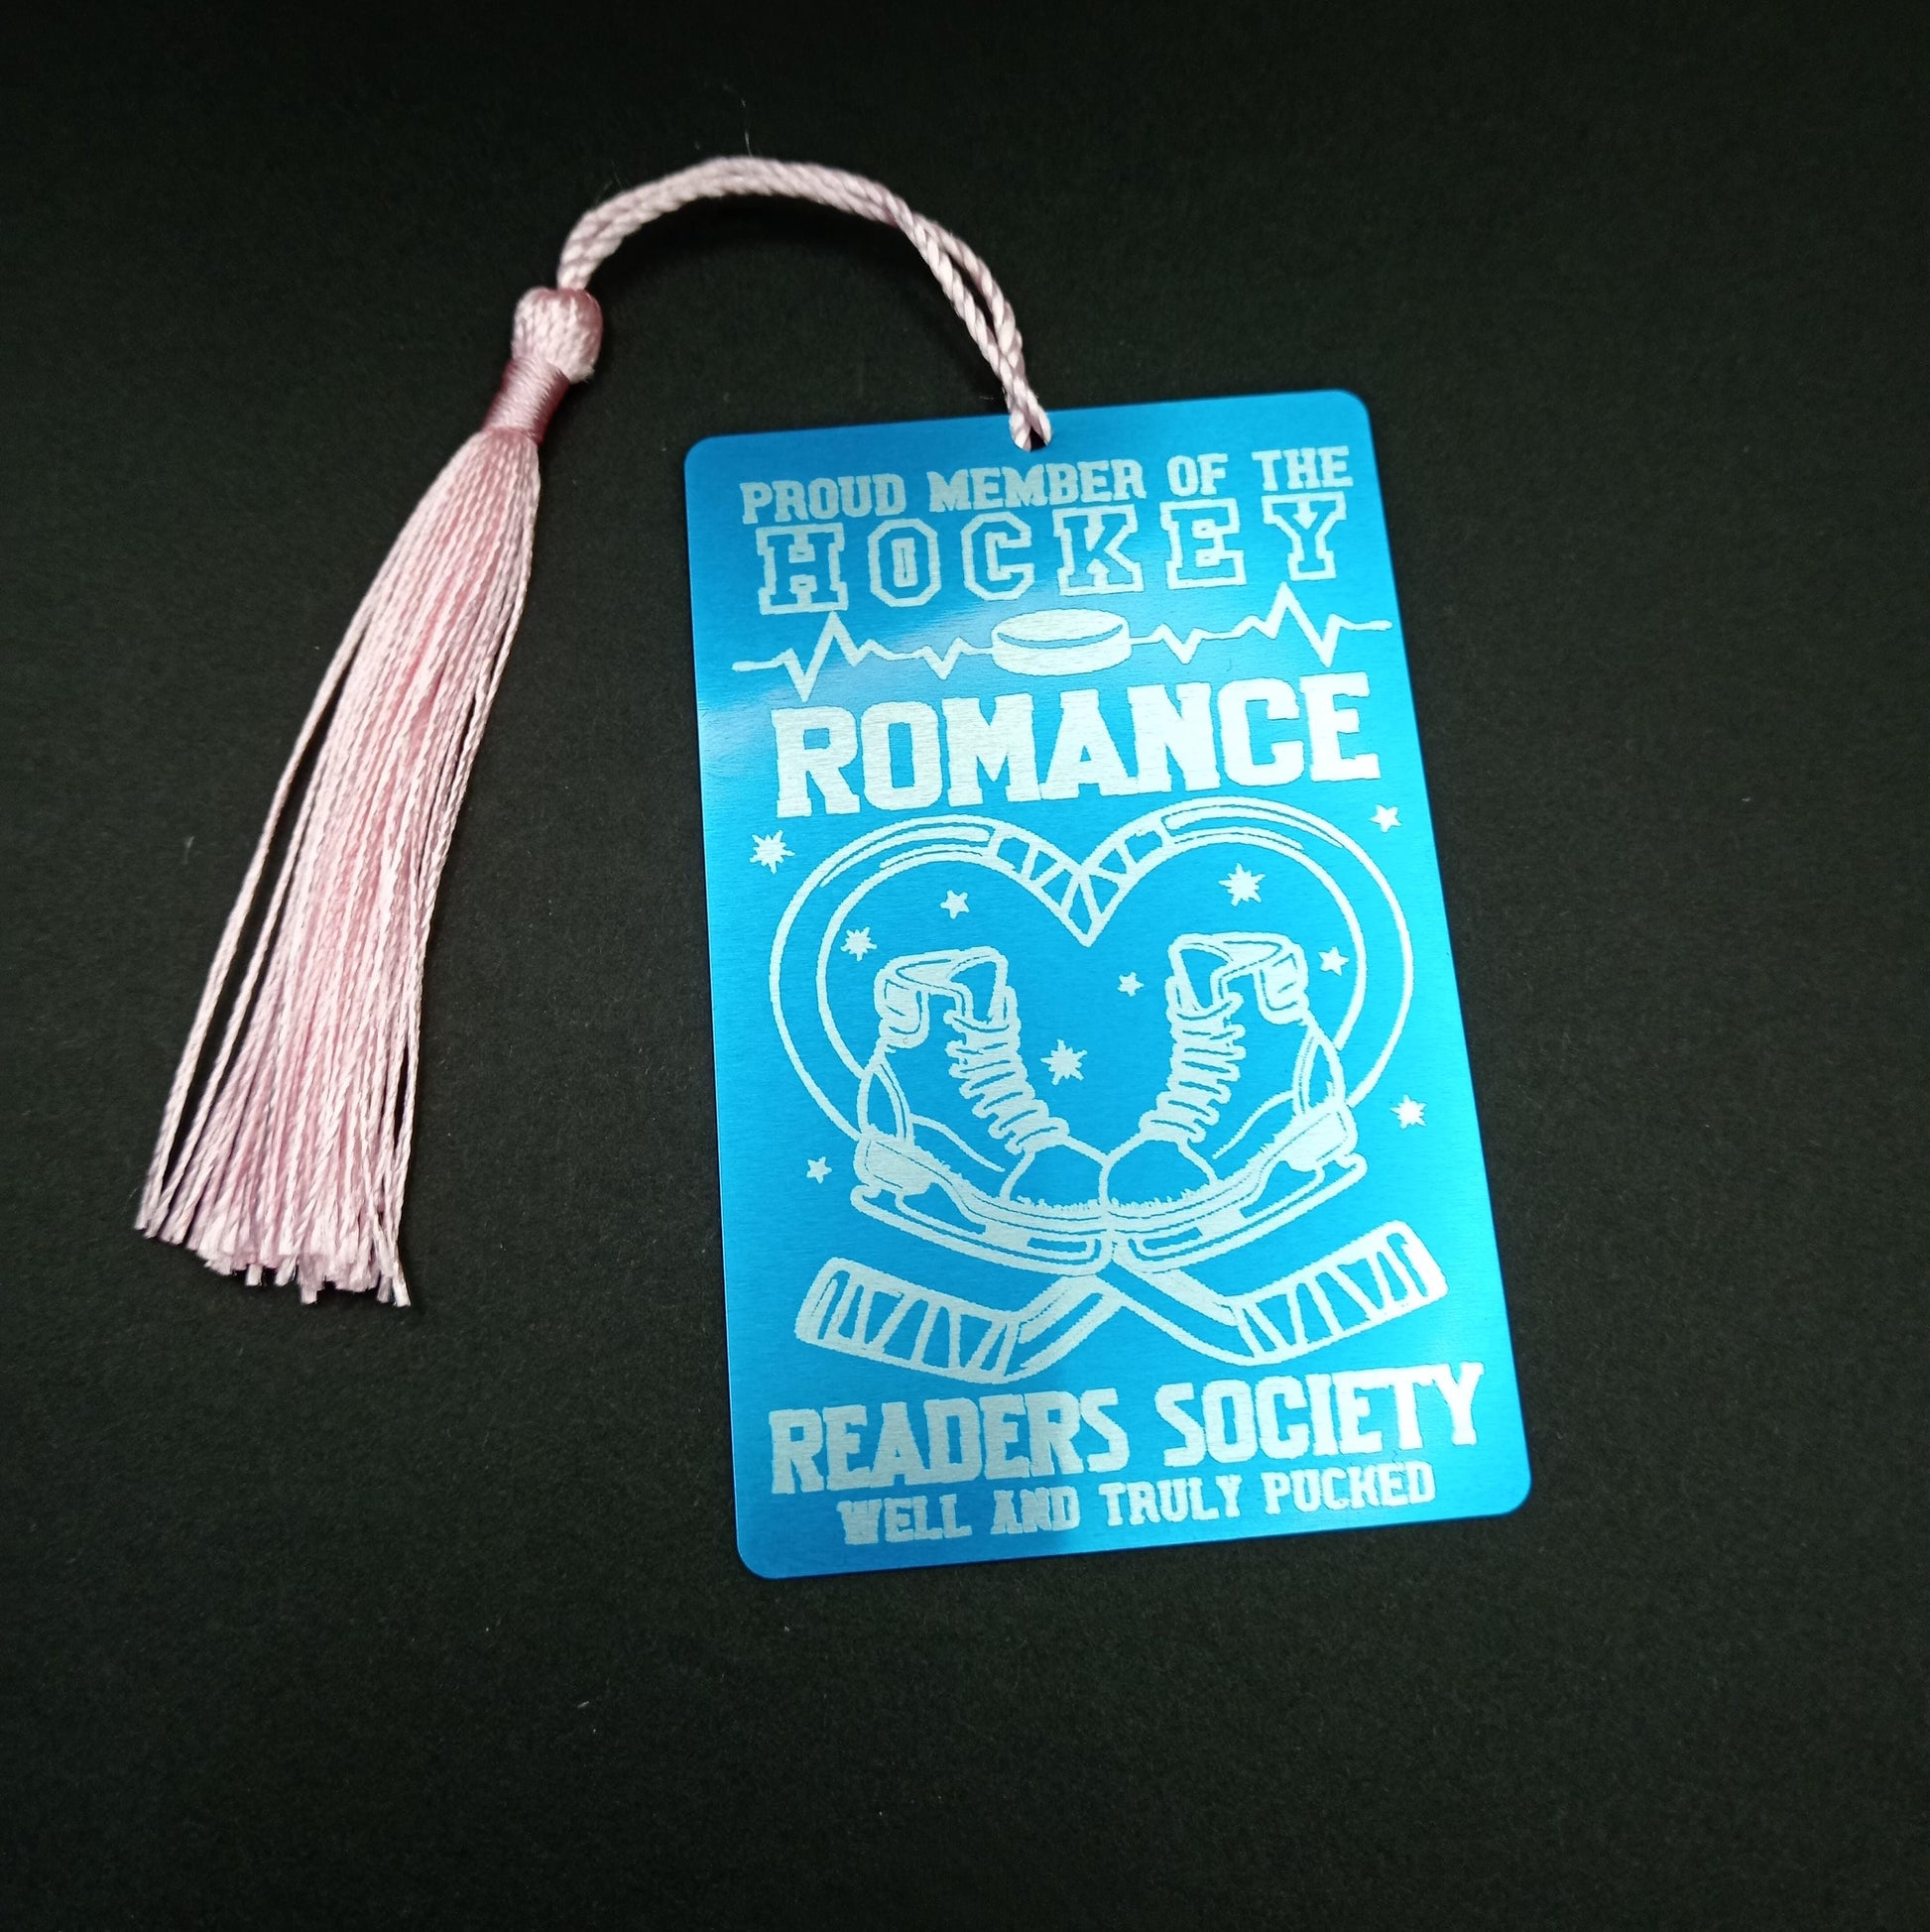 PROUD MEMBER OF THE
HOCKEY
ROMANCE
READERS SOCIETY
WELL AND TRULY PUCKED